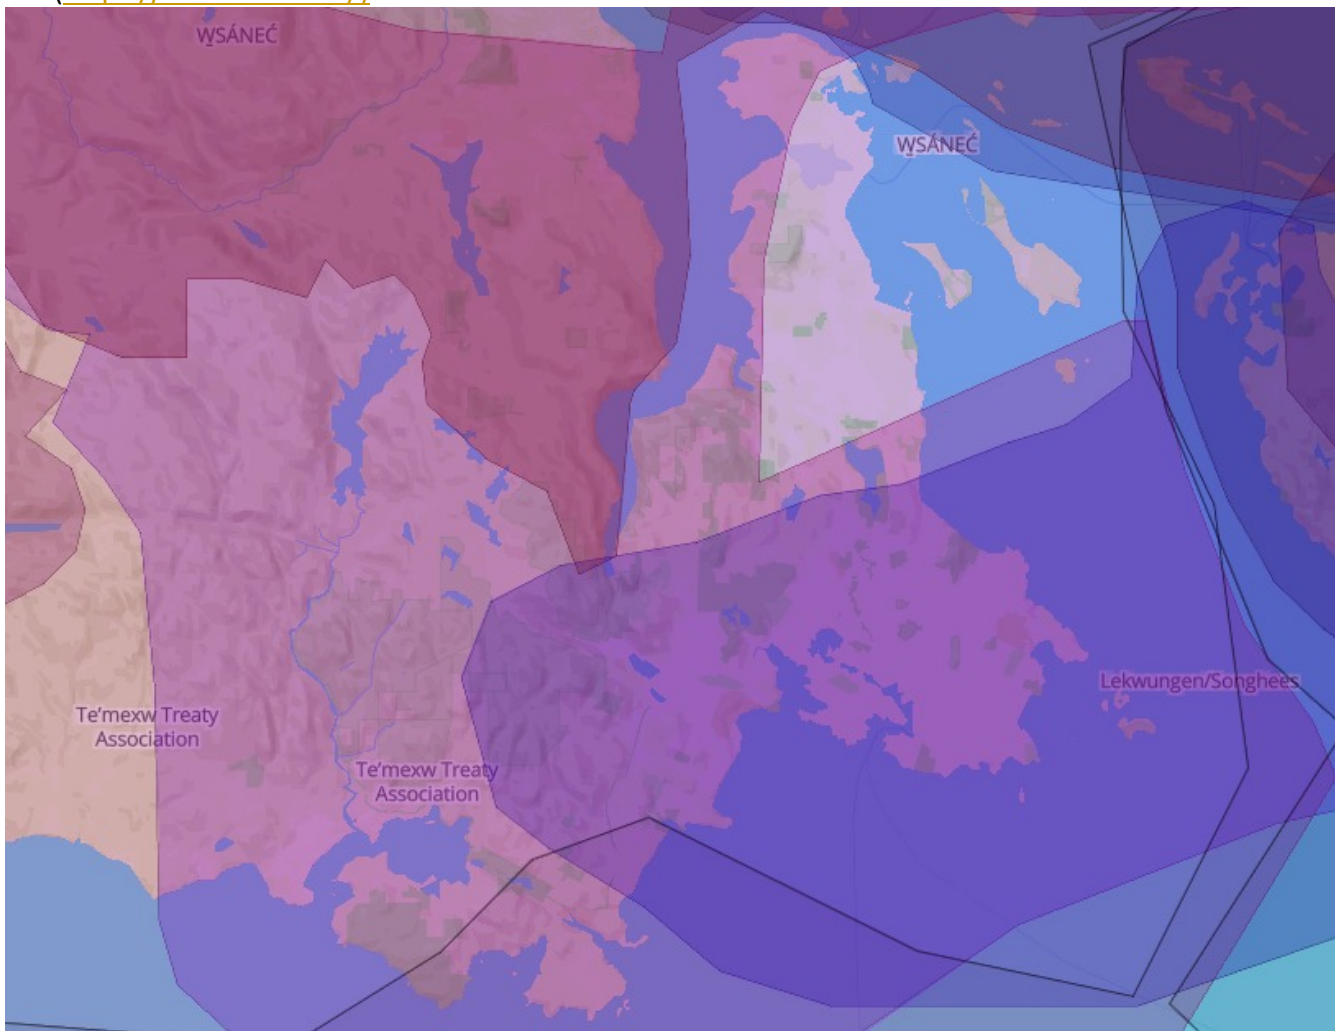 W̱SÁNEĆ
W̱SÁNEĆ
Lekwungen/Songhees
Te'mexw Treaty
Association
Te'mexw Treaty
Association